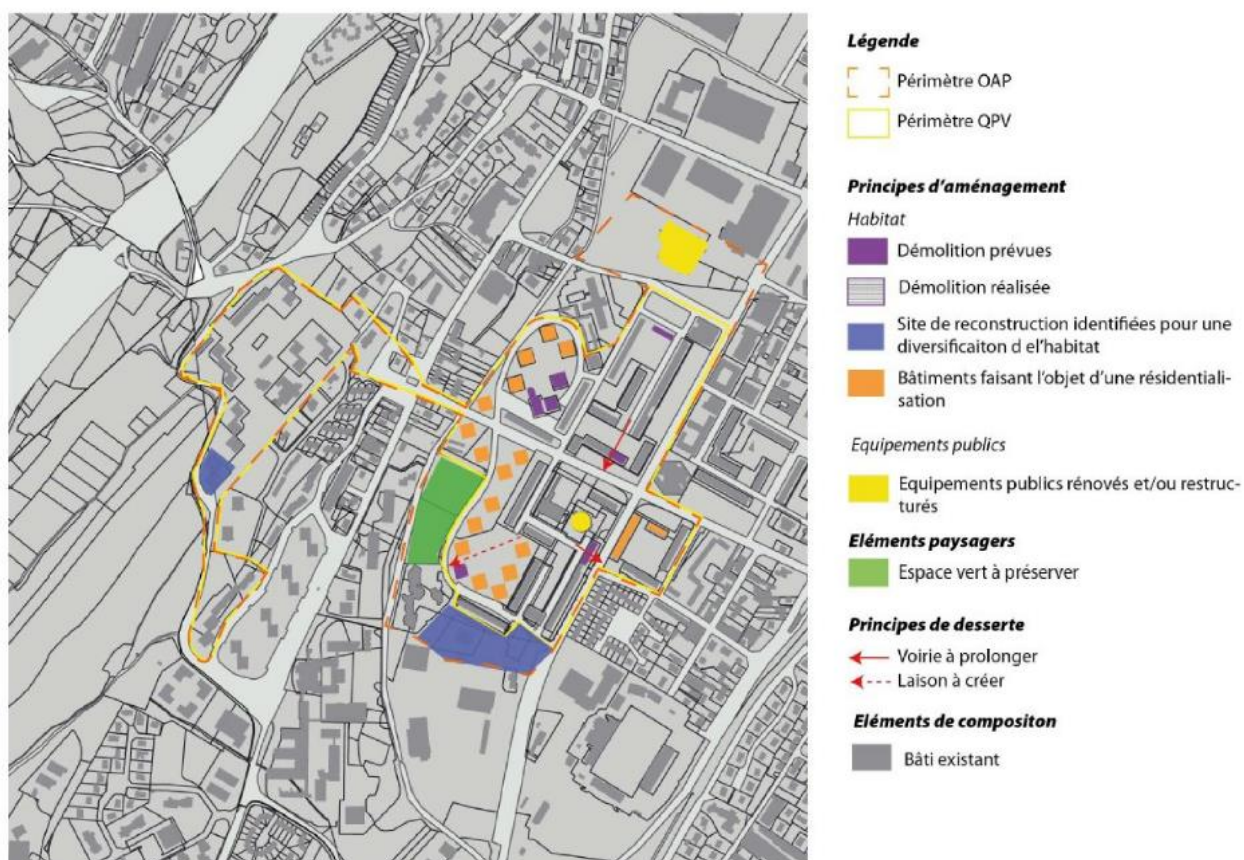 Légende
Périmètre OAP
Périmètre QPV
Principes d'aménagement
Habitat
Démolition prévues
Démolition réalisée
Site de reconstruction identifiées pour une
diversificaiton d el'habitat
Bâtiments faisant l'objet d'une résidentiali-
sation
Equipements publics
Equipements publics rénovés et/ou restruc-
turés
Eléments paysagers
Espace vert à préserver
Principes de desserte
Voirie à prolonger
Laison à créer
Eléments de compositon
Bâti existant